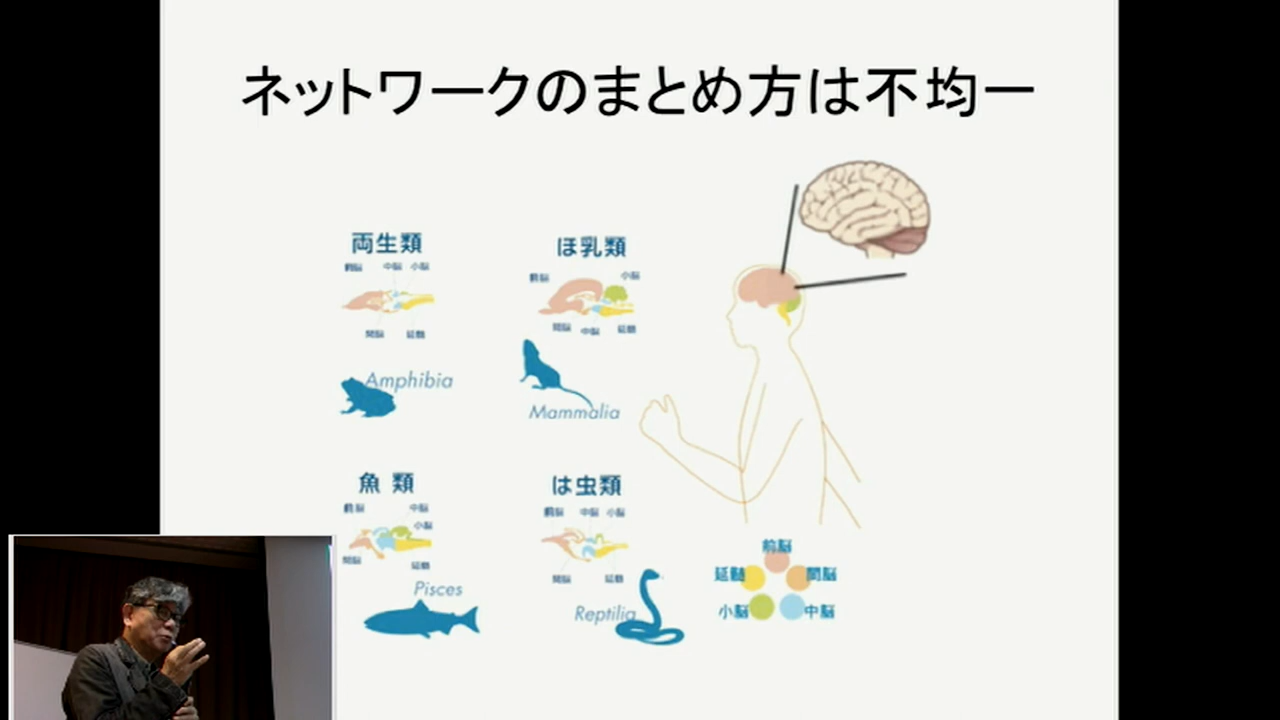 ネットワークのまとめ方は不均一
両生類
前脳 中脳 小脳
間脳 延髄
Amphibia
ほ乳類
前脳 小脳
間脳 中脳 延髄
Mammalia
魚 類
前脳 中脳
小脳
間脳 延髄
Pisces
は虫類
前脳 中脳 小脳
間脳 延髄
Reptilia
前脳
延髄 間脳
小脳 中脳